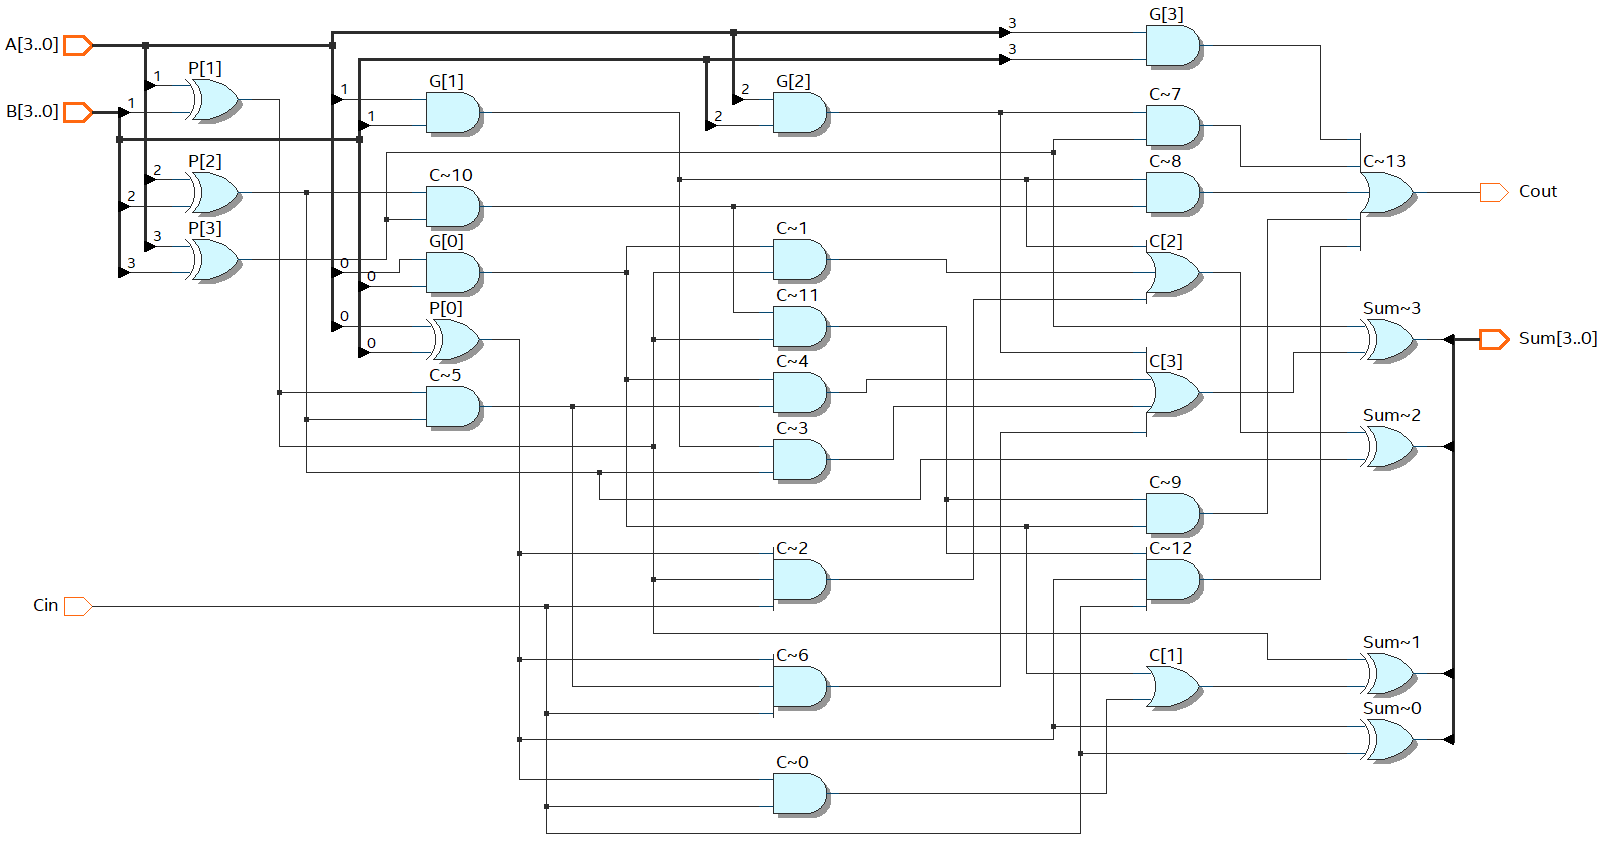 G[3]
3
A[3..0]
3
P[1]
1
G[1]
1
G[2]
2
C~7
B[3..0]
1
1
2
P[2]
2
2
C~10
C~8
C~13
Cout
P[3]
3
3
G[0]
0
0
C~1
C[2]
C~11
P[0]
0
0
Sum~3
Sum[3..0]
C~5
C~4
C[3]
C~3
Sum~2
C~9
C~2
C~12
Cin
C~6
C[1]
Sum~1
Sum~0
C~0